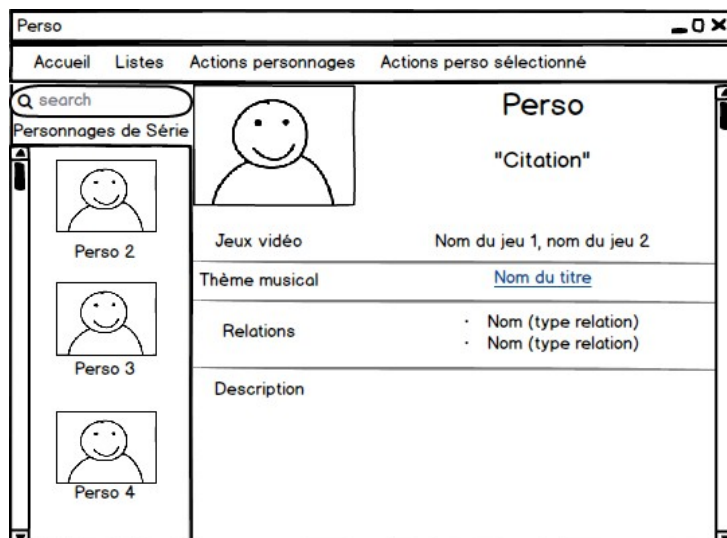 Perso
Accueil Listes Actions personnages Actions perso sélectionné
search
Personnages de Série
Perso 2
Perso 3
Perso 4
Perso
"Citation"
Jeux vidéo Nom du jeu 1, nom du jeu 2
Thème musical Nom du titre
Relations
· Nom (type relation)
· Nom (type relation)
Description